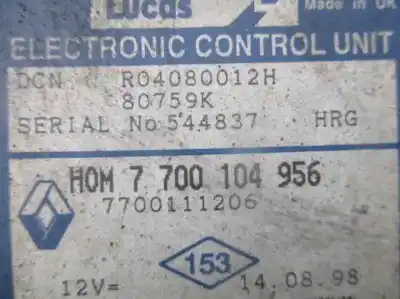 Lucas
Made in UK
ELECTRONIC CONTROL UNIT
DCN R04080012H
80759K
SERIAL No 544837 HRG
HOM 7 700 104 956
7700111206
153
12V= 14.08.98